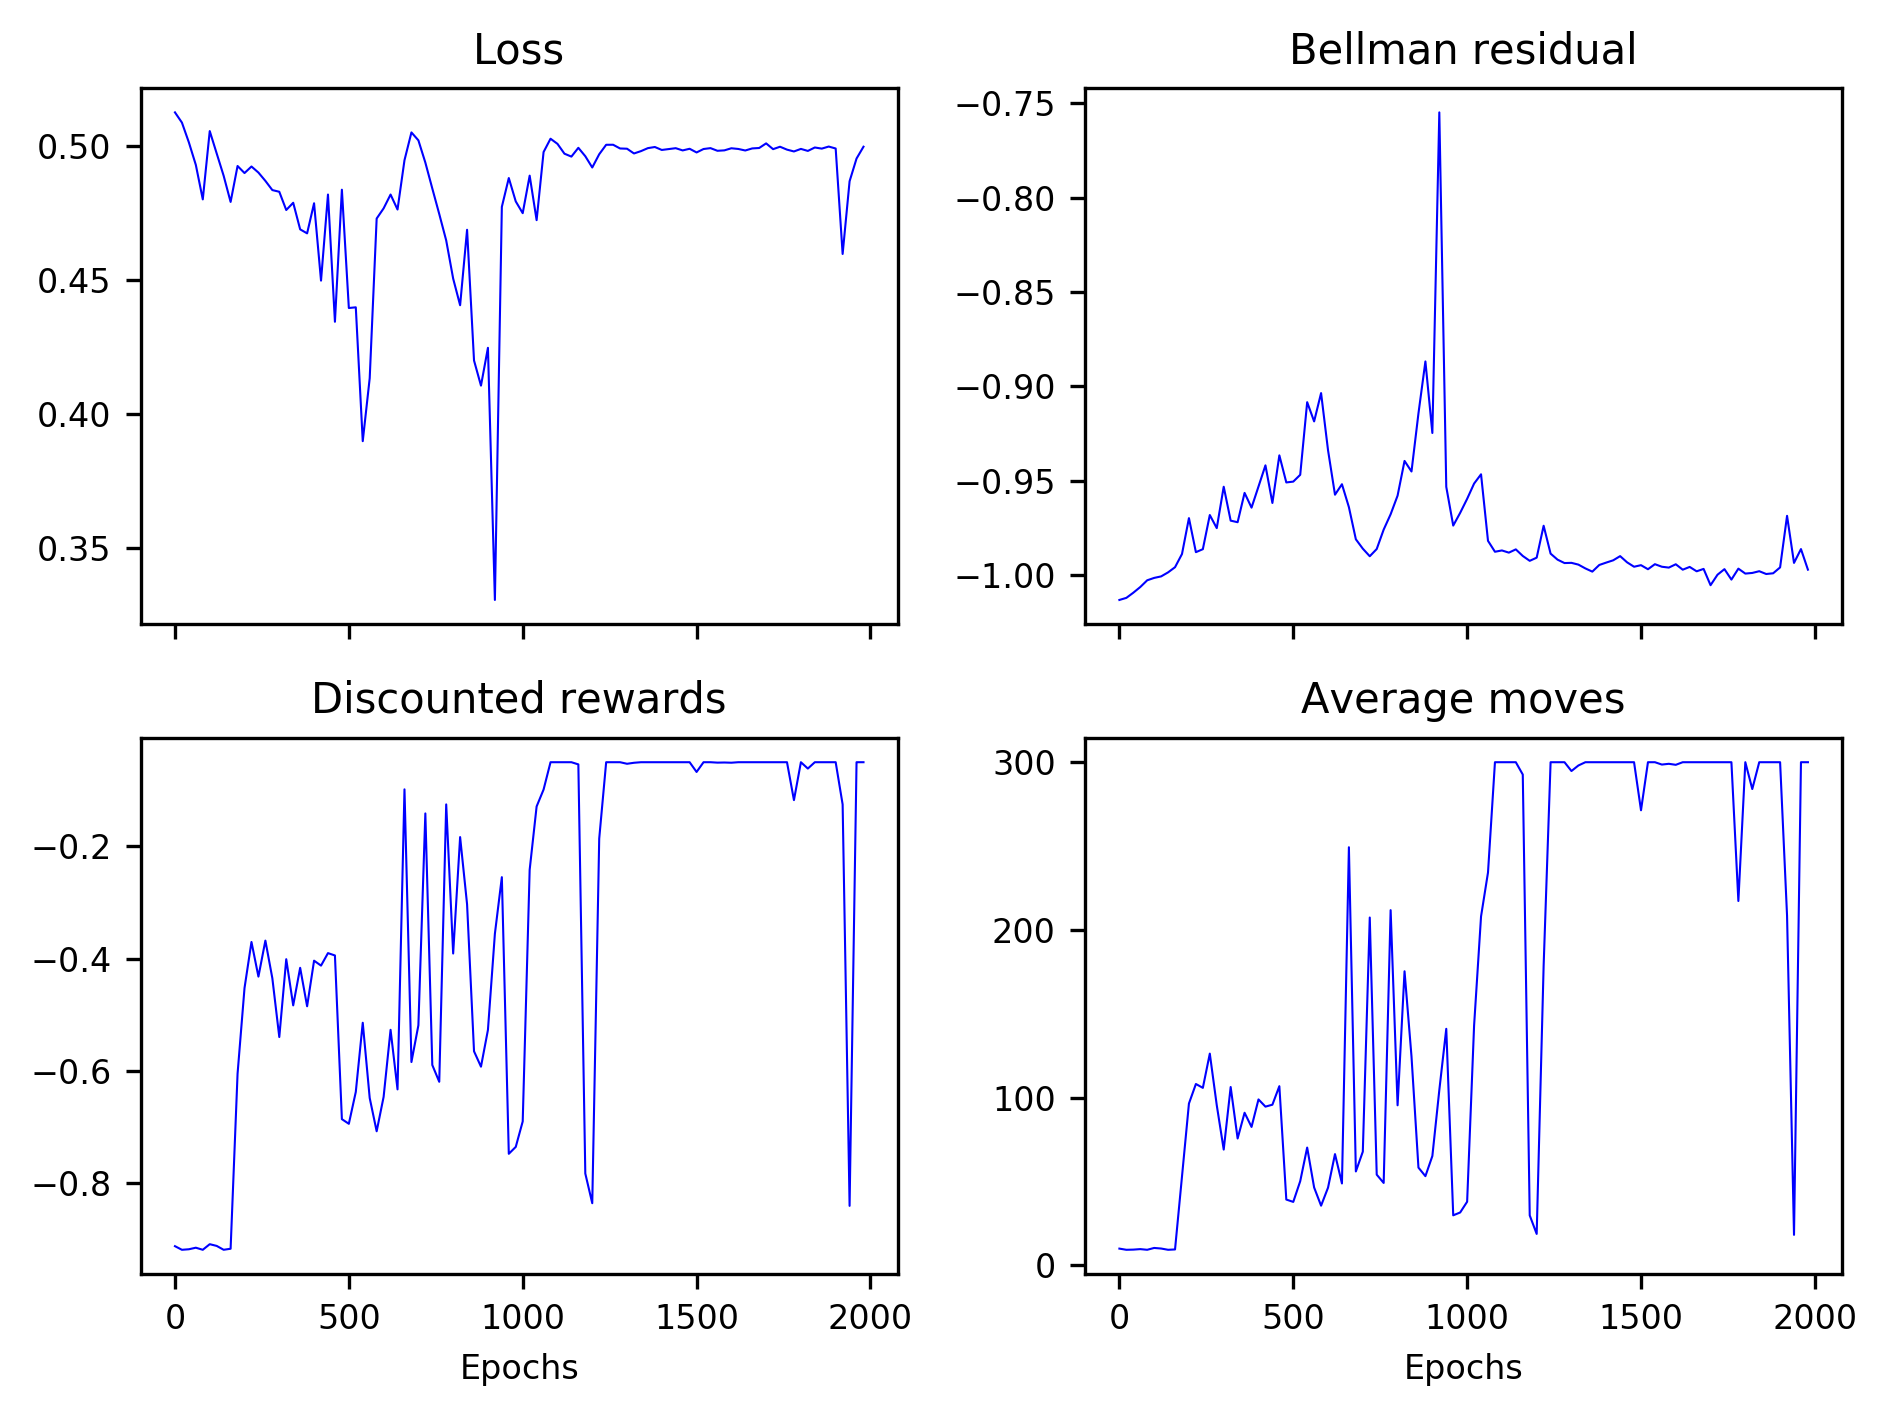 Loss
0.50
0.45
0.40
0.35
Bellman residual
−0.75
−0.80
−0.85
−0.90
−0.95
−1.00
Discounted rewards
−0.2
−0.4
−0.6
−0.8
0 500 1000 1500 2000
Epochs
Average moves
300
200
100
0
0 500 1000 1500 2000
Epochs